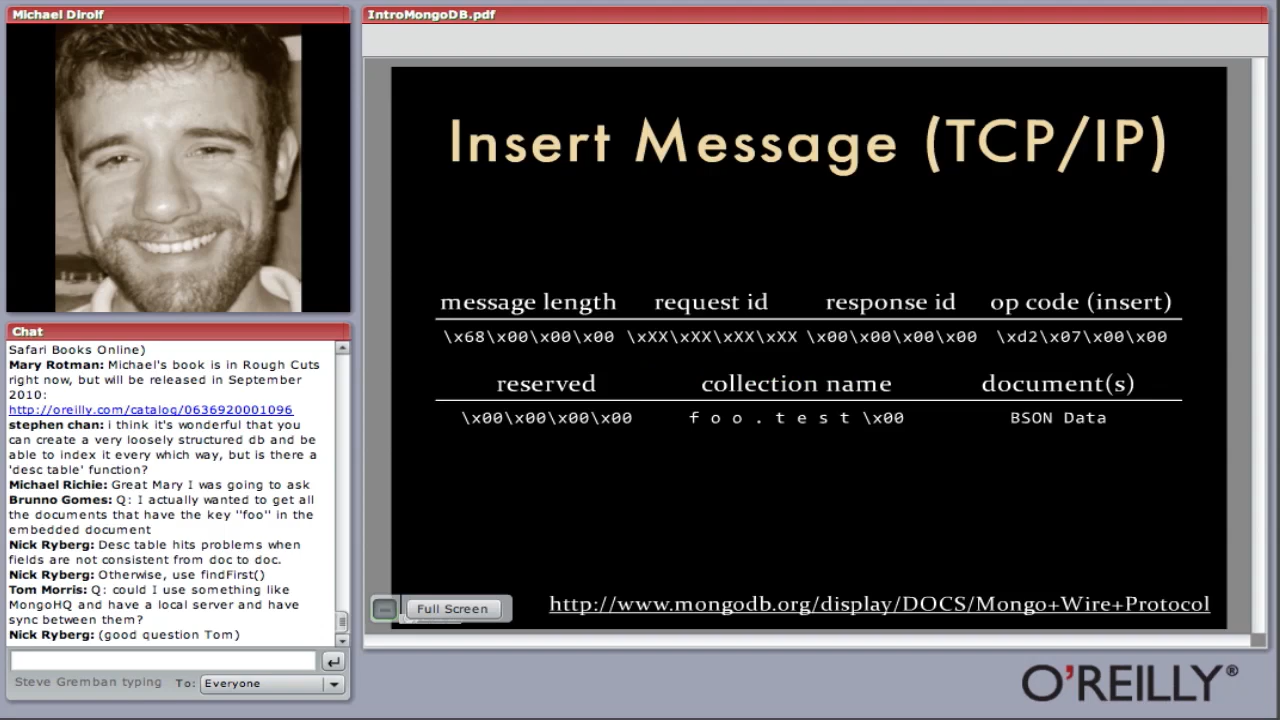 Michael Dirolf
IntroMongoDB.pdf
Insert Message (TCP/IP)
message length request id response id op code (insert)
\x68\x00\x00\x00 \xXX\xXX\xXX\xXX \x00\x00\x00\x00 \xd2\x07\x00\x00
reserved collection name document(s)
\x00\x00\x00\x00 f o o . t e s t \x00 BSON Data
Full Screen
http://www.mongodb.org/display/DOCS/Mongo+Wire+Protocol
Chat
Safari Books Online)
Mary Rotman: Michael's book is in Rough Cuts
right now, but will be released in September
2010:
http://oreilly.com/catalog/0636920001096
stephen chan: i think it's wonderful that you
can create a very loosely structured db and be
able to index it every which way, but is there a
'desc table' function?
Michael Richie: Great Mary I was going to ask
Brunno Gomes: Q: I actually wanted to get all
the documents that have the key "foo" in the
embedded document
Nick Ryberg: Desc table hits problems when
fields are not consistent from doc to doc.
Nick Ryberg: Otherwise, use findFirst()
Tom Morris: Q: could I use something like
MongoHQ and have a local server and have
sync between them?
Nick Ryberg: (good question Tom)
Steve Gremban typing To: Everyone
O'REILLY®